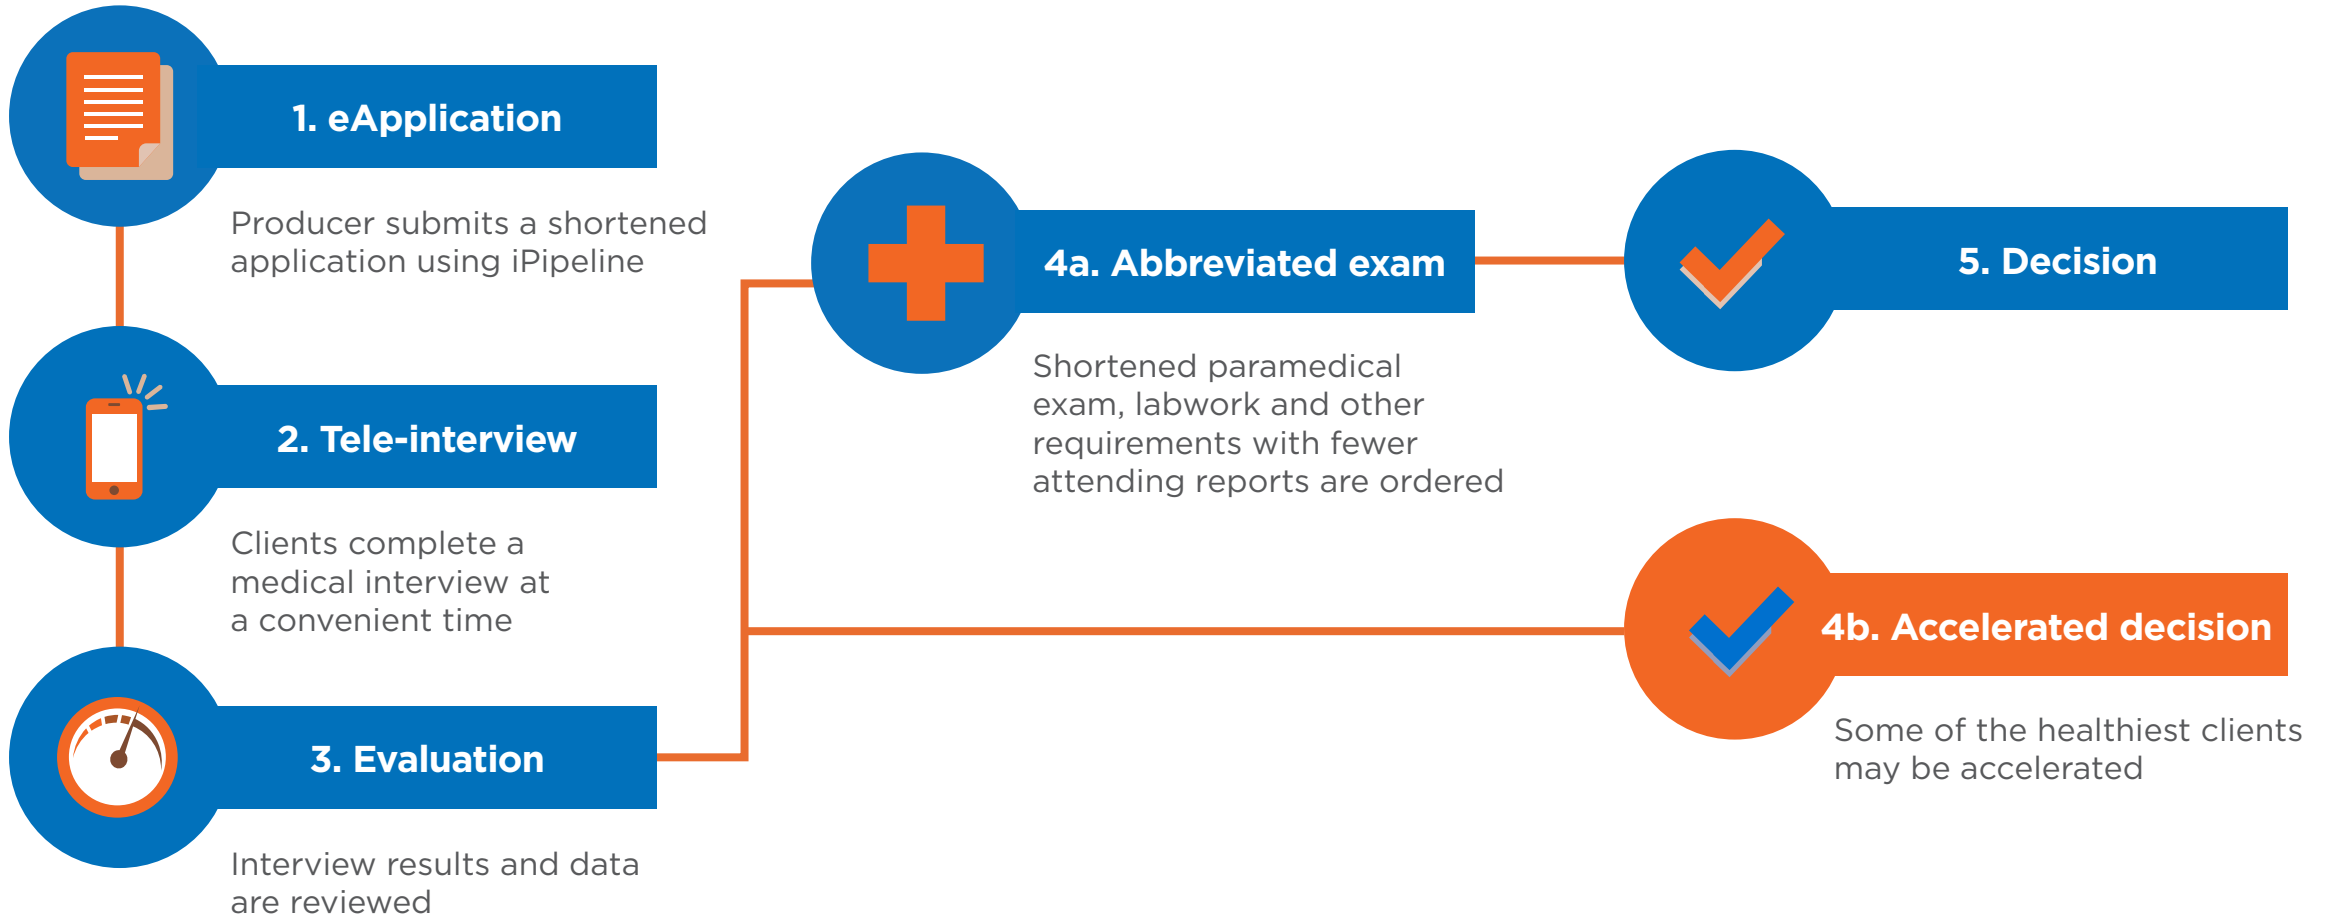 1. eApplication
Producer submits a shortened
application using iPipeline
2. Tele-interview
Clients complete a
medical interview at
a convenient time
3. Evaluation
Interview results and data
are reviewed
4a. Abbreviated exam
Shortened paramedical
exam, labwork and other
requirements with fewer
attending reports are ordered
5. Decision
4b. Accelerated decision
Some of the healthiest clients
may be accelerated